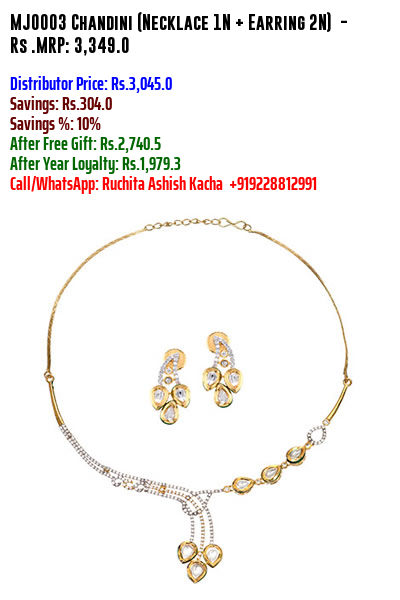 MJ0003 Chandini (Necklace 1N + Earring 2N) -
Rs .MRP: 3,349.0
Distributor Price: Rs.3,045.0
Savings: Rs.304.0
Savings %: 10%
After Free Gift: Rs.2,740.5
After Year Loyalty: Rs.1,979.3
Call/WhatsApp: Ruchita Ashish Kacha +919228812991